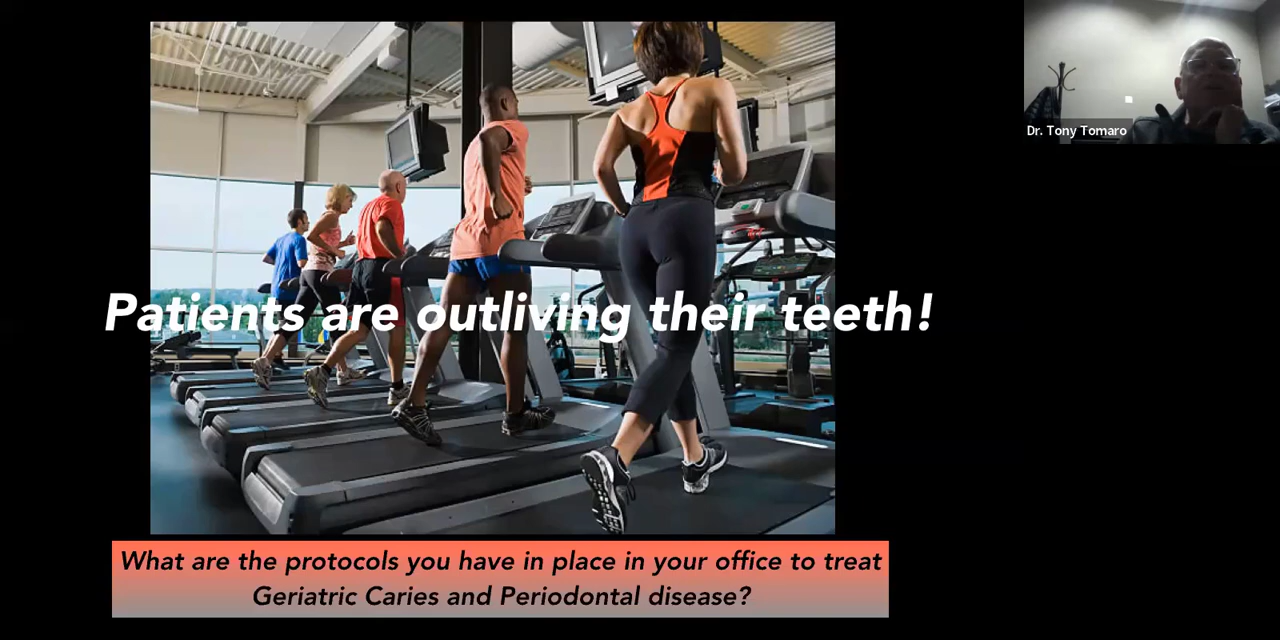 Dr. Tony Tomaro
Patients are outliving their teeth!
What are the protocols you have in place in your office to treat
Geriatric Caries and Periodontal disease?